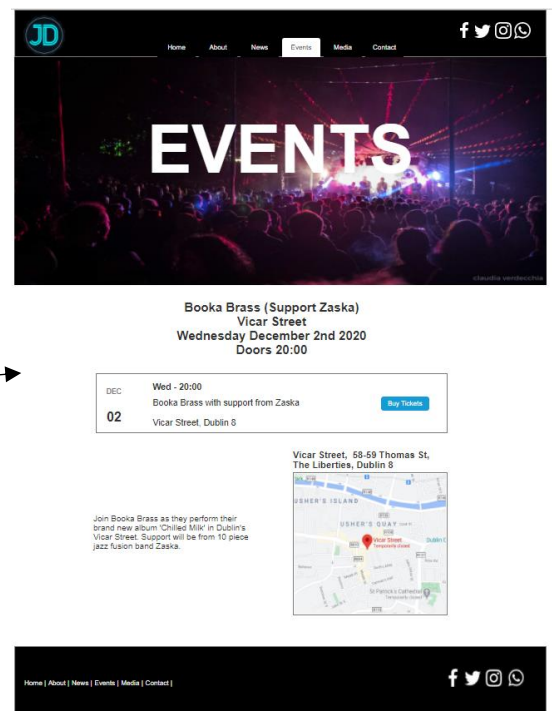 JD
Home About News Events Media Contact
EVENTS
claudia verdecchia
Booka Brass (Support Zaska)
Vicar Street
Wednesday December 2nd 2020
Doors 20:00
DEC
02
Wed - 20:00
Booka Brass with support from Zaska
Vicar Street, Dublin 8
Buy Tickets
Vicar Street, 58-59 Thomas St,
The Liberties, Dublin 8
USHER'S ISLAND
USHER'S QUAY
Vicar Street
Temporarily closed
Dublin C
St Patrick's Cathedral
Temporarily closed
Join Booka Brass as they perform their
brand new album 'Chilled Milk' in Dublin's
Vicar Street. Support will be from 10 piece
jazz fusion band Zaska.
Home | About | News | Events | Media | Contact |